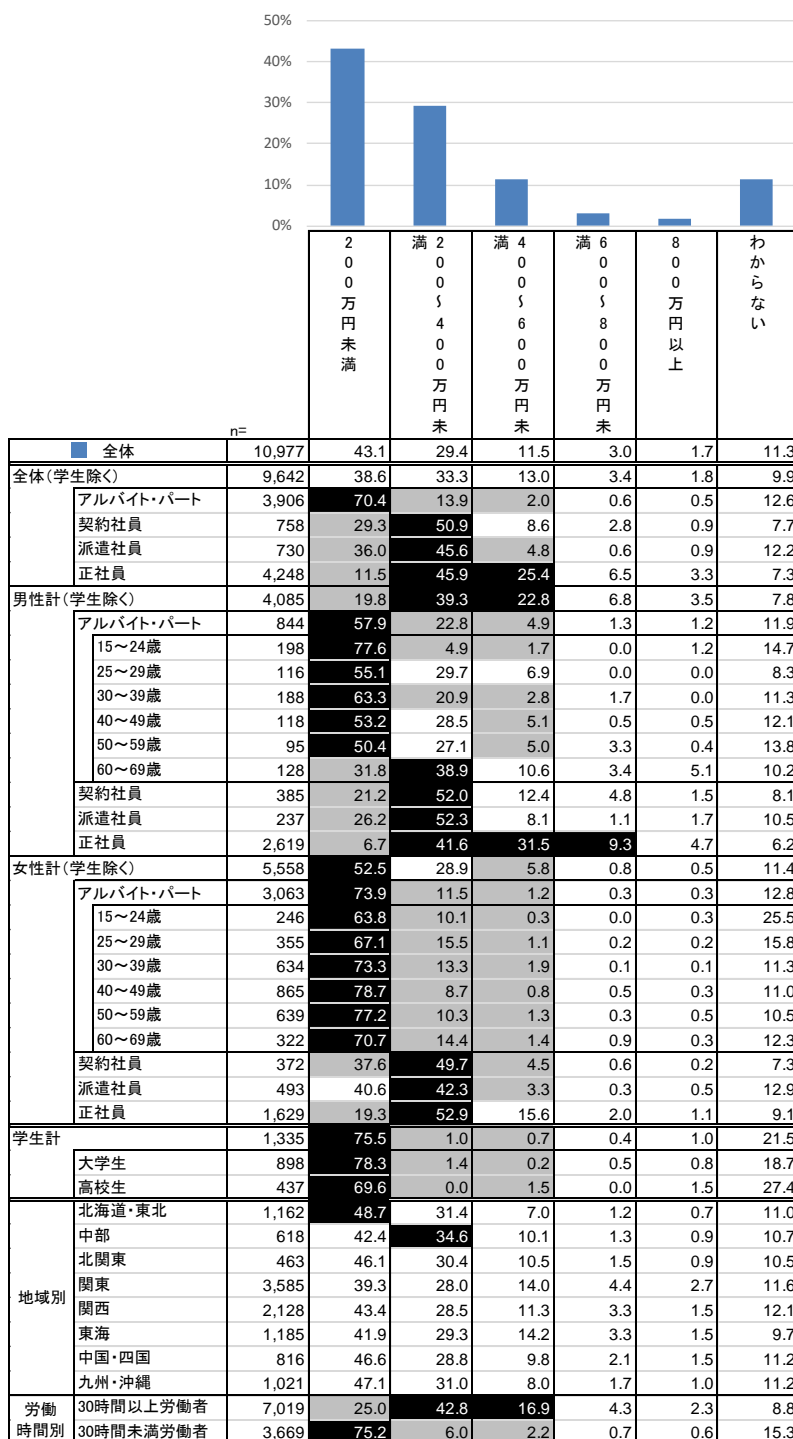 50%
40%
30%
20%
10%
0%
200万円未満
200〜400万円未満
400〜600万円未満
600〜800万円未満
800万円以上
わからない
n=
全体 10,977 43.1 29.4 11.5 3.0 1.7 11.3
全体(学生除く) 9,642 38.6 33.3 13.0 3.4 1.8 9.9
アルバイト・パート 3,906 70.4 13.9 2.0 0.6 0.5 12.6
契約社員 758 29.3 50.9 8.6 2.8 0.9 7.7
派遣社員 730 36.0 45.6 4.8 0.6 0.9 12.2
正社員 4,248 11.5 45.9 25.4 6.5 3.3 7.3
男性計(学生除く) 4,085 19.8 39.3 22.8 6.8 3.5 7.8
アルバイト・パート 844 57.9 22.8 4.9 1.3 1.2 11.9
15〜24歳 198 77.6 4.9 1.7 0.0 1.2 14.7
25〜29歳 116 55.1 29.7 6.9 0.0 0.0 8.3
30〜39歳 188 63.3 20.9 2.8 1.7 0.0 11.3
40〜49歳 118 53.2 28.5 5.1 0.5 0.5 12.1
50〜59歳 95 50.4 27.1 5.0 3.3 0.4 13.8
60〜69歳 128 31.8 38.9 10.6 3.4 5.1 10.2
契約社員 385 21.2 52.0 12.4 4.8 1.5 8.1
派遣社員 237 26.2 52.3 8.1 1.1 1.7 10.5
正社員 2,619 6.7 41.6 31.5 9.3 4.7 6.2
女性計(学生除く) 5,558 52.5 28.9 5.8 0.8 0.5 11.4
アルバイト・パート 3,063 73.9 11.5 1.2 0.3 0.3 12.8
15〜24歳 246 63.8 10.1 0.3 0.0 0.3 25.5
25〜29歳 355 67.1 15.5 1.1 0.2 0.2 15.8
30〜39歳 634 73.3 13.3 1.9 0.1 0.1 11.3
40〜49歳 865 78.7 8.7 0.8 0.5 0.3 11.0
50〜59歳 639 77.2 10.3 1.3 0.3 0.5 10.5
60〜69歳 322 70.7 14.4 1.4 0.9 0.3 12.3
契約社員 372 37.6 49.7 4.5 0.6 0.2 7.3
派遣社員 493 40.6 42.3 3.3 0.3 0.5 12.9
正社員 1,629 19.3 52.9 15.6 2.0 1.1 9.1
学生計 1,335 75.5 1.0 0.7 0.4 1.0 21.5
大学生 898 78.3 1.4 0.2 0.5 0.8 18.7
高校生 437 69.6 0.0 1.5 0.0 1.5 27.4
地域別
北海道・東北 1,162 48.7 31.4 7.0 1.2 0.7 11.0
中部 618 42.4 34.6 10.1 1.3 0.9 10.7
北関東 463 46.1 30.4 10.5 1.5 0.9 10.5
関東 3,585 39.3 28.0 14.0 4.4 2.7 11.6
関西 2,128 43.4 28.5 11.3 3.3 1.5 12.1
東海 1,185 41.9 29.3 14.2 3.3 1.5 9.7
中国・四国 816 46.6 28.8 9.8 2.1 1.5 11.2
九州・沖縄 1,021 47.1 31.0 8.0 1.7 1.0 11.2
労働時間別
30時間以上労働者 7,019 25.0 42.8 16.9 4.3 2.3 8.8
30時間未満労働者 3,669 75.2 6.0 2.2 0.7 0.6 15.3